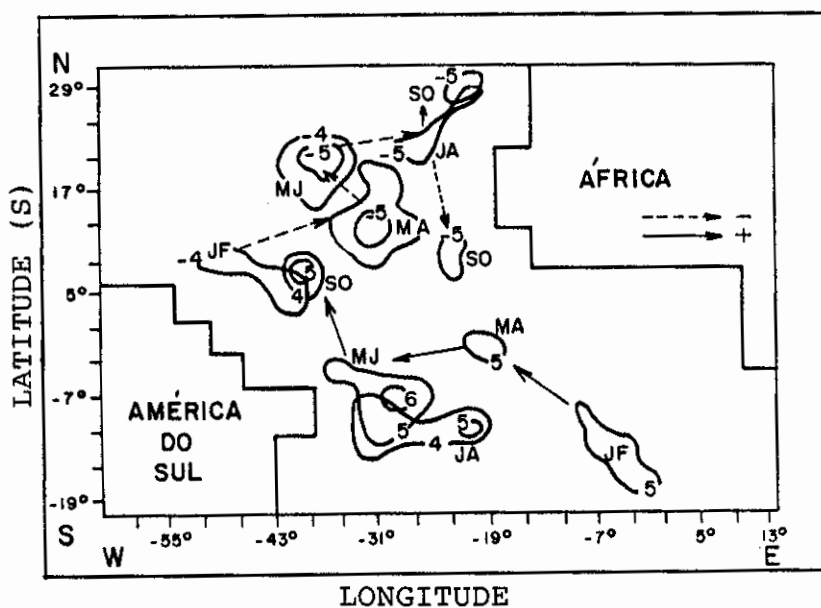 N
29°
17°
5°
-7°
-19°
S
LATITUDE (S)
-5
SO
-4
-5
-5
JA
MJ
-5
MA
JF
-4
-5
SO
5
4
SO
ÁFRICA
-
+
MA
5
MJ
6
5
4
5
JA
JF
5
AMÉRICA
DO
SUL
W
-55°
-43°
-31°
-19°
-7°
5°
13°
E
LONGITUDE